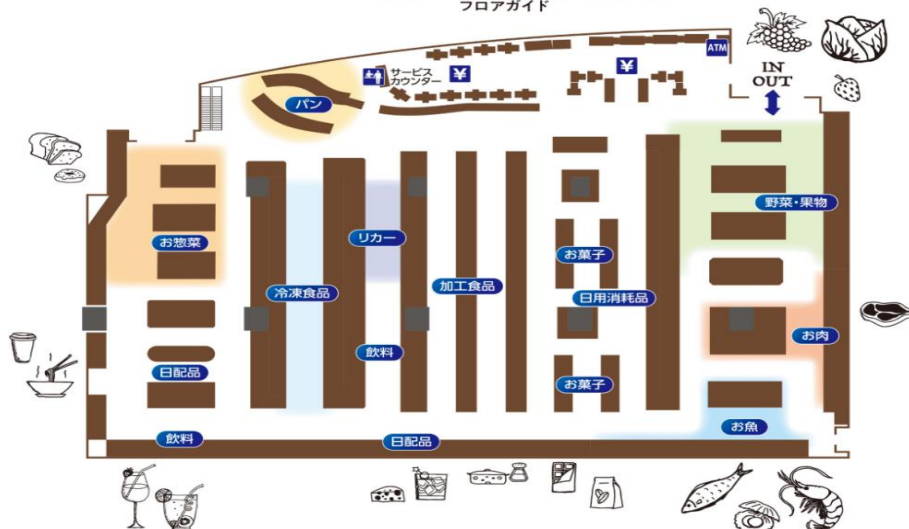 フロアガイド
ATM
サービス
カウンター
¥
¥
IN
OUT
パン
野菜・果物
お惣菜
リカー
お菓子
冷凍食品
加工食品
日用消耗品
お肉
飲料
日配品
お菓子
お魚
飲料
日配品